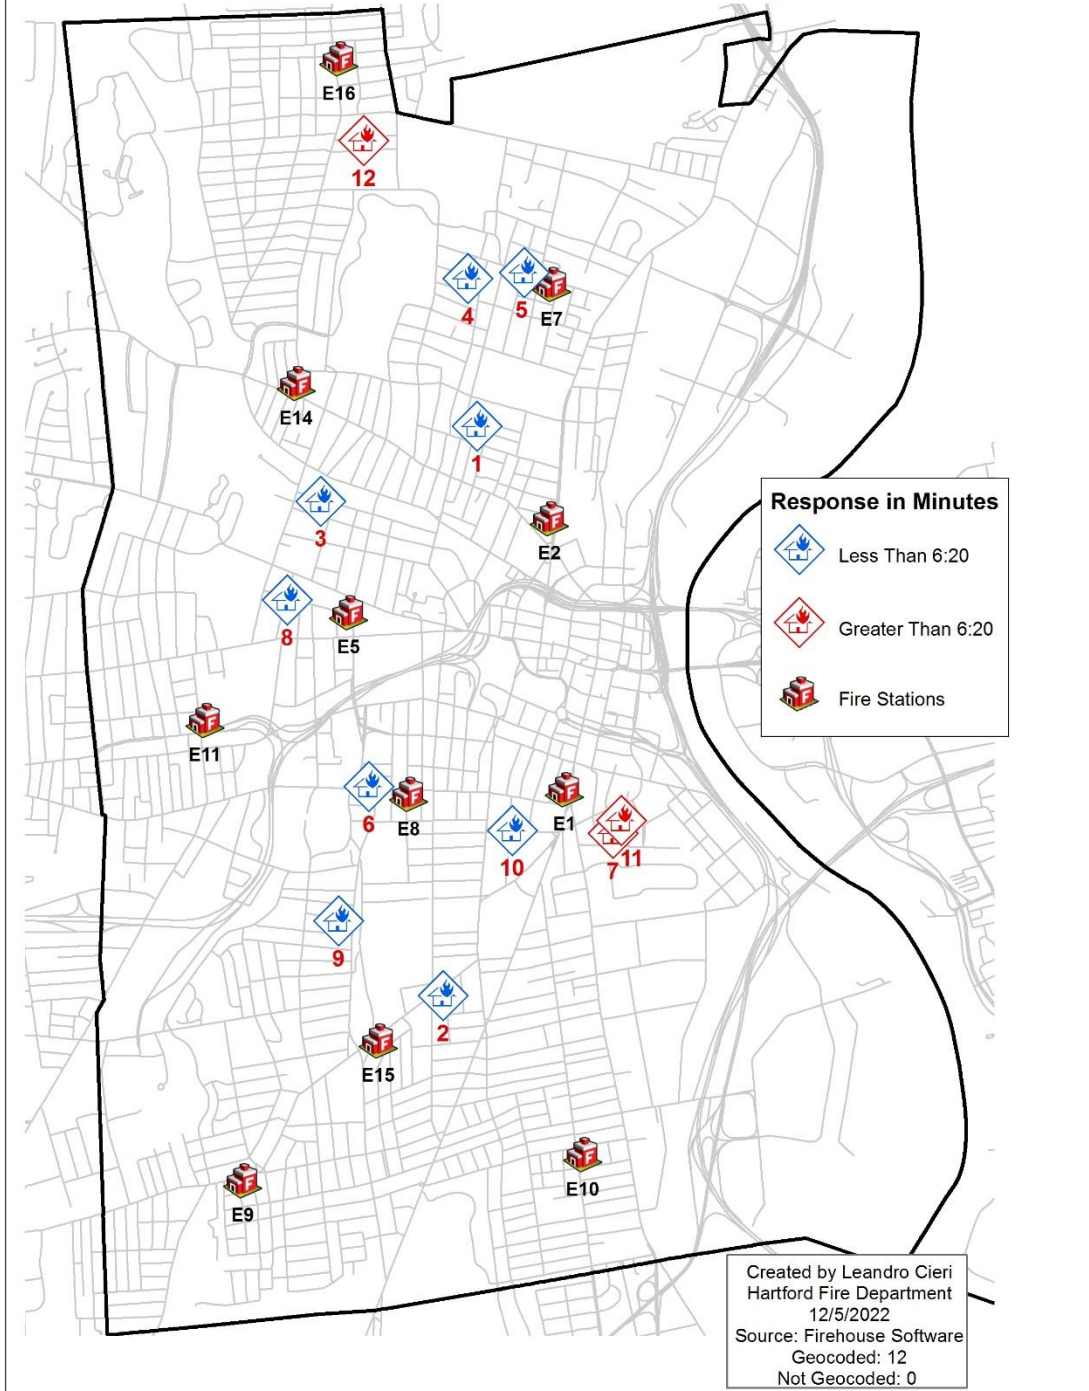 E16
12
4
5
E7
E14
1
3
E2
Response in Minutes
Less Than 6:20
Greater Than 6:20
Fire Stations
8
E5
E11
6
E8
10
E1
7
11
9
2
E15
E10
E9
Created by Leandro Cieri
Hartford Fire Department
12/5/2022
Source: Firehouse Software
Geocoded: 12
Not Geocoded: 0